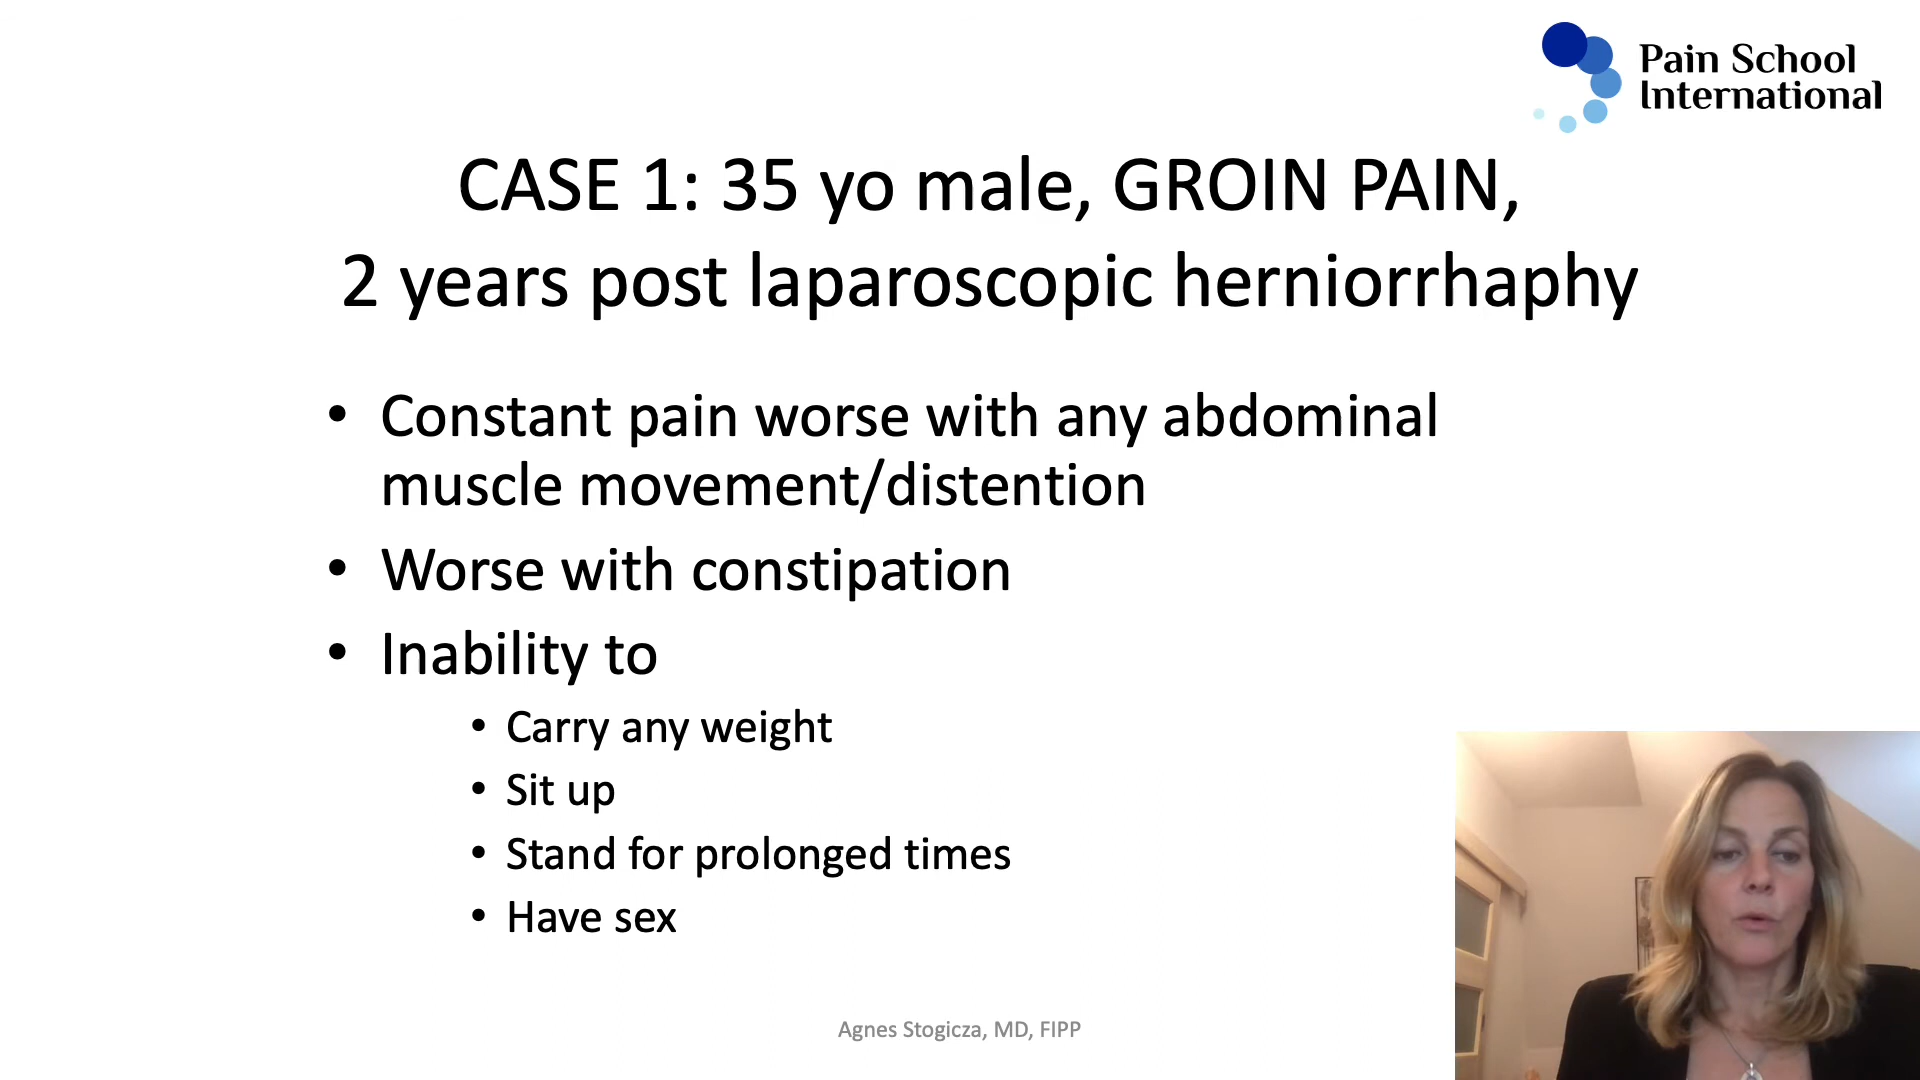 Pain School
International
CASE 1: 35 yo male, GROIN PAIN,
2 years post laparoscopic herniorrhaphy
• Constant pain worse with any abdominal
muscle movement/distention
• Worse with constipation
• Inability to
• Carry any weight
• Sit up
• Stand for prolonged times
• Have sex
Agnes Stogicza, MD, FIPP